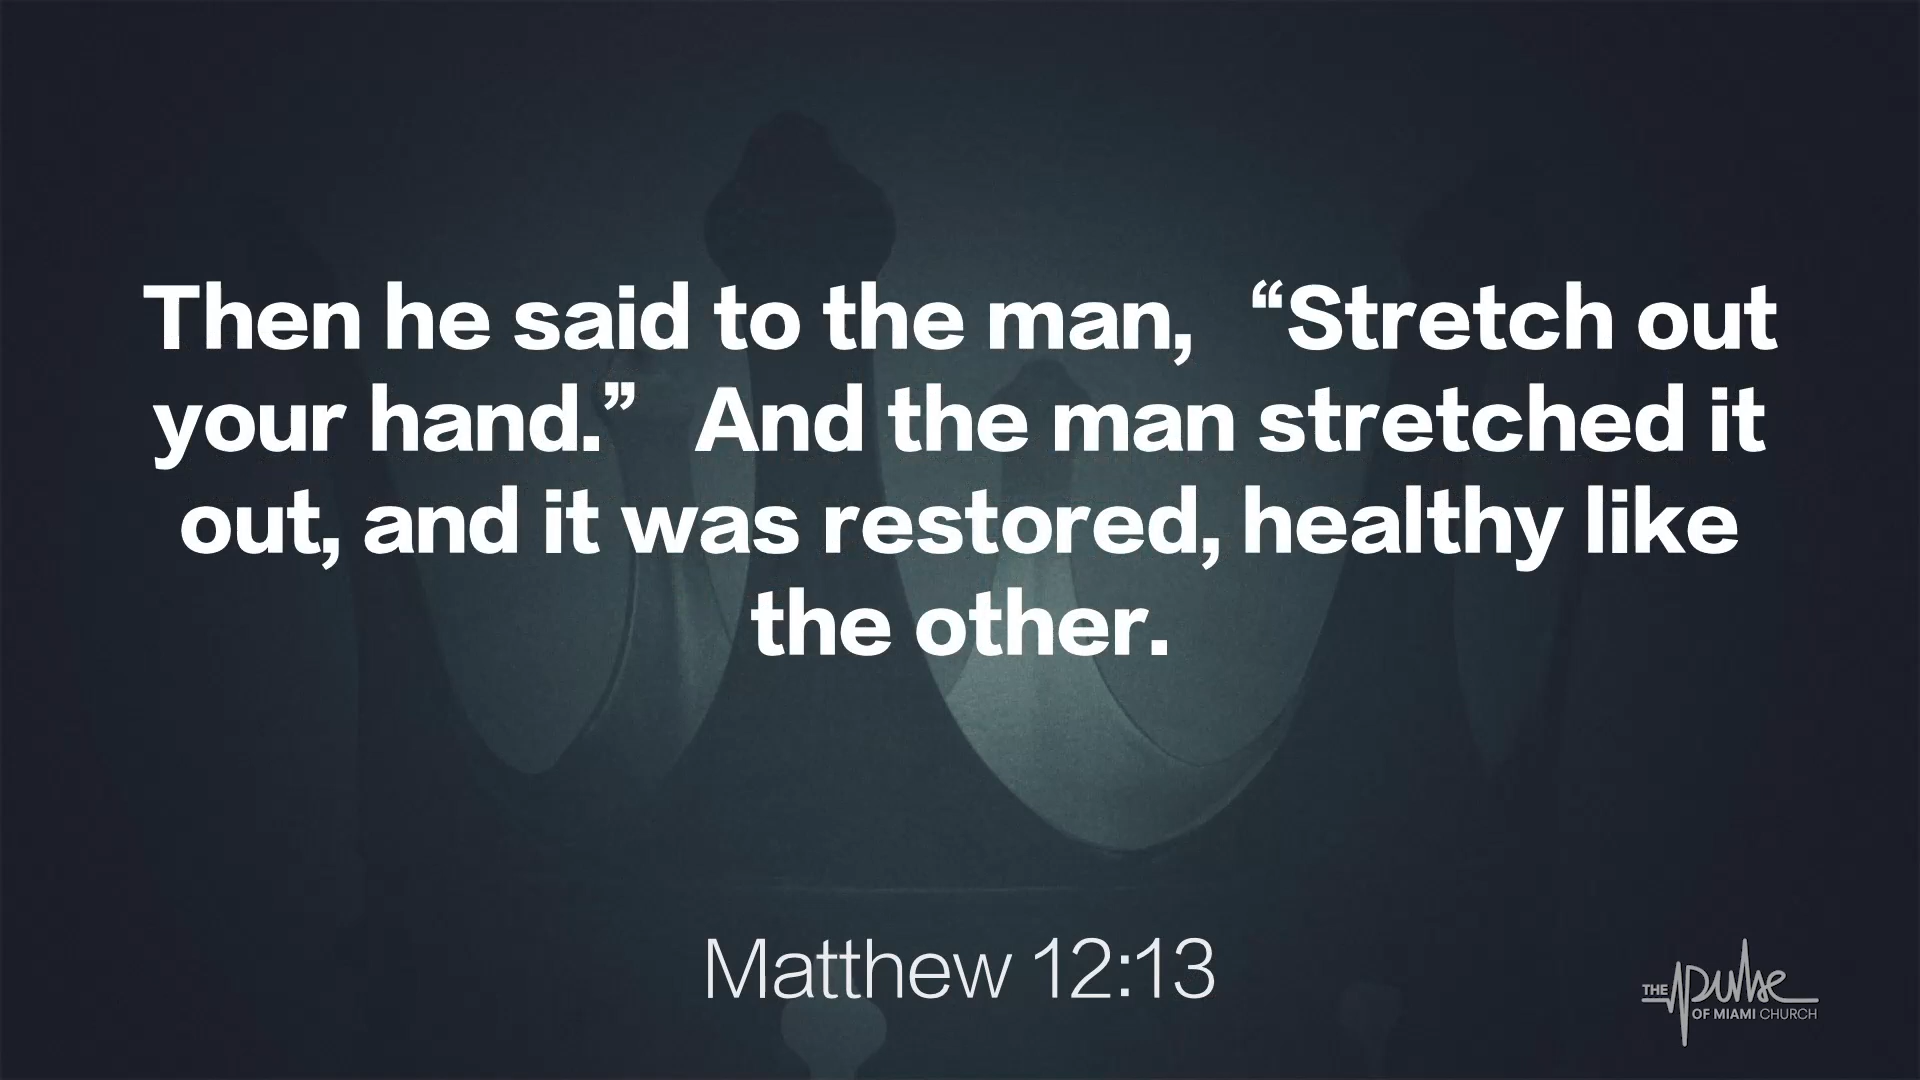 Then he said to the man, “Stretch out
your hand.” And the man stretched it
out, and it was restored, healthy like
the other.
Matthew 12:13
THE pulse
OF MIAMI CHURCH